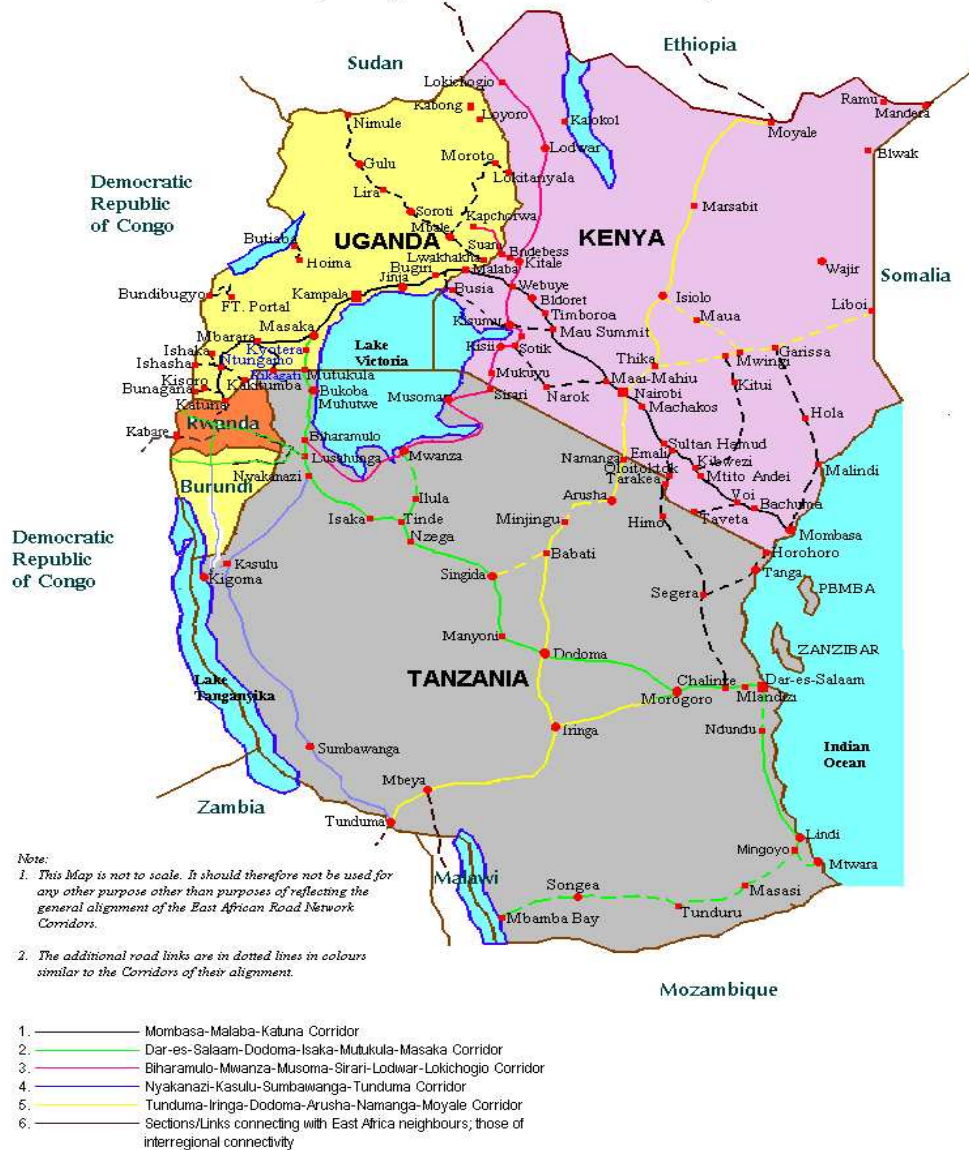 Sudan
Ethiopia
Lokichogio
Kabong
Loyoro
Kalokol
Ramu
Mandera
Nimule
Moyale
Gulu
Moroto
Lodwar
Elwak
Democratic
Republic
of Congo
Lira
Lokitanyala
Soroti
Kapchorwa
Marsabit
Mbale
UGANDA
KENYA
Butiaba
Suam
Hoima
Lwakhakha
Endebess
Kitale
Wajir
Somalia
Bugiri
Malaba
Jinja
Bundibugyo
Kampala
Busia
Webuye
Eldoret
Isiolo
FT. Portal
Timboroa
Maua
Liboi
Masaka
Kisumu
Mau Summit
Mbarara
Lake
Victoria
Ishaka
Kyotera
Kisii
Sotik
Thika
Mwingi
Garissa
Ishasha
Ntungamo
Mutukula
Mukuyu
Maai-Mahiu
Kitui
Kisoro
Kikagati
Bunagana
Kakitumba
Bukoba
Sirari
Narok
Nairobi
Katuna
Muhutwe
Musoma
Machakos
Hola
Rwanda
Kabare
Biharamulo
Sultan Hamud
Lusahunga
Mwanza
Namanga
Emali
Kibwezi
Malindi
Burundi
Nyakanazi
Oloitoktok
Tarakea
Mtito Andei
Ilula
Arusha
Voi
Bachuma
Isaka
Tinde
Minjingu
Himo
Taveta
Mombasa
Democratic
Republic
of Congo
Nzega
Babati
Horohoro
Kasulu
Kigoma
Singida
Tanga
Segera
PEMBA
Manyoni
Dodoma
ZANZIBAR
TANZANIA
Lake
Tanganyika
Chalinze
Dar-es-Salaam
Morogoro
Mlandizi
Iringa
Ndundu
Sumbawanga
Indian
Ocean
Mbeya
Zambia
Tunduma
Lindi
Mingoyo
Mtwara
Malawi
Songea
Masasi
Mbamba Bay
Tunduru
Mozambique
Note:
1. This Map is not to scale. It should therefore not be used for
any other purpose other than purposes of reflecting the
general alignment of the East African Road Network
Corridors.
2. The additional road links are in dotted lines in colours
similar to the Corridors of their alignment.
1. Mombasa-Malaba-Katuna Corridor
2. Dar-es-Salaam-Dodoma-Isaka-Mutukula-Masaka Corridor
3. Biharamulo-Mwanza-Musoma-Sirari-Lodwar-Lokichogio Corridor
4. Nyakanazi-Kasulu-Sumbawanga-Tunduma Corridor
5. Tunduma-Iringa-Dodoma-Arusha-Namanga-Moyale Corridor
6. Sections/Links connecting with East Africa neighbours; those of
interregional connectivity